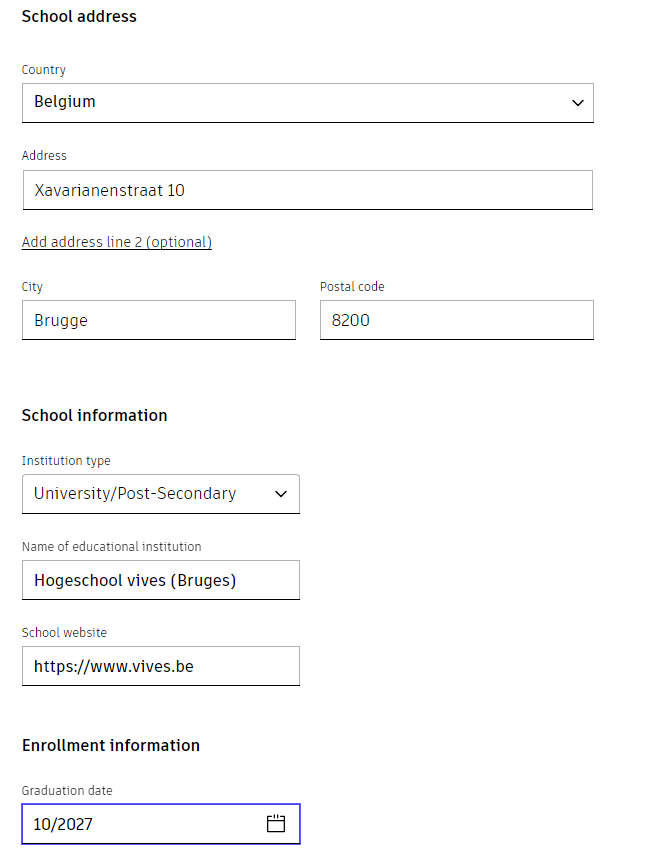 School address
Country
Belgium
Address
Xavarianenstraat 10
Add address line 2 (optional)
City
Postal code
Brugge
8200
School information
Institution type
University/Post-Secondary
Name of educational institution
Hogeschool vives (Bruges)
School website
https://www.vives.be
Enrollment information
Graduation date
10/2027